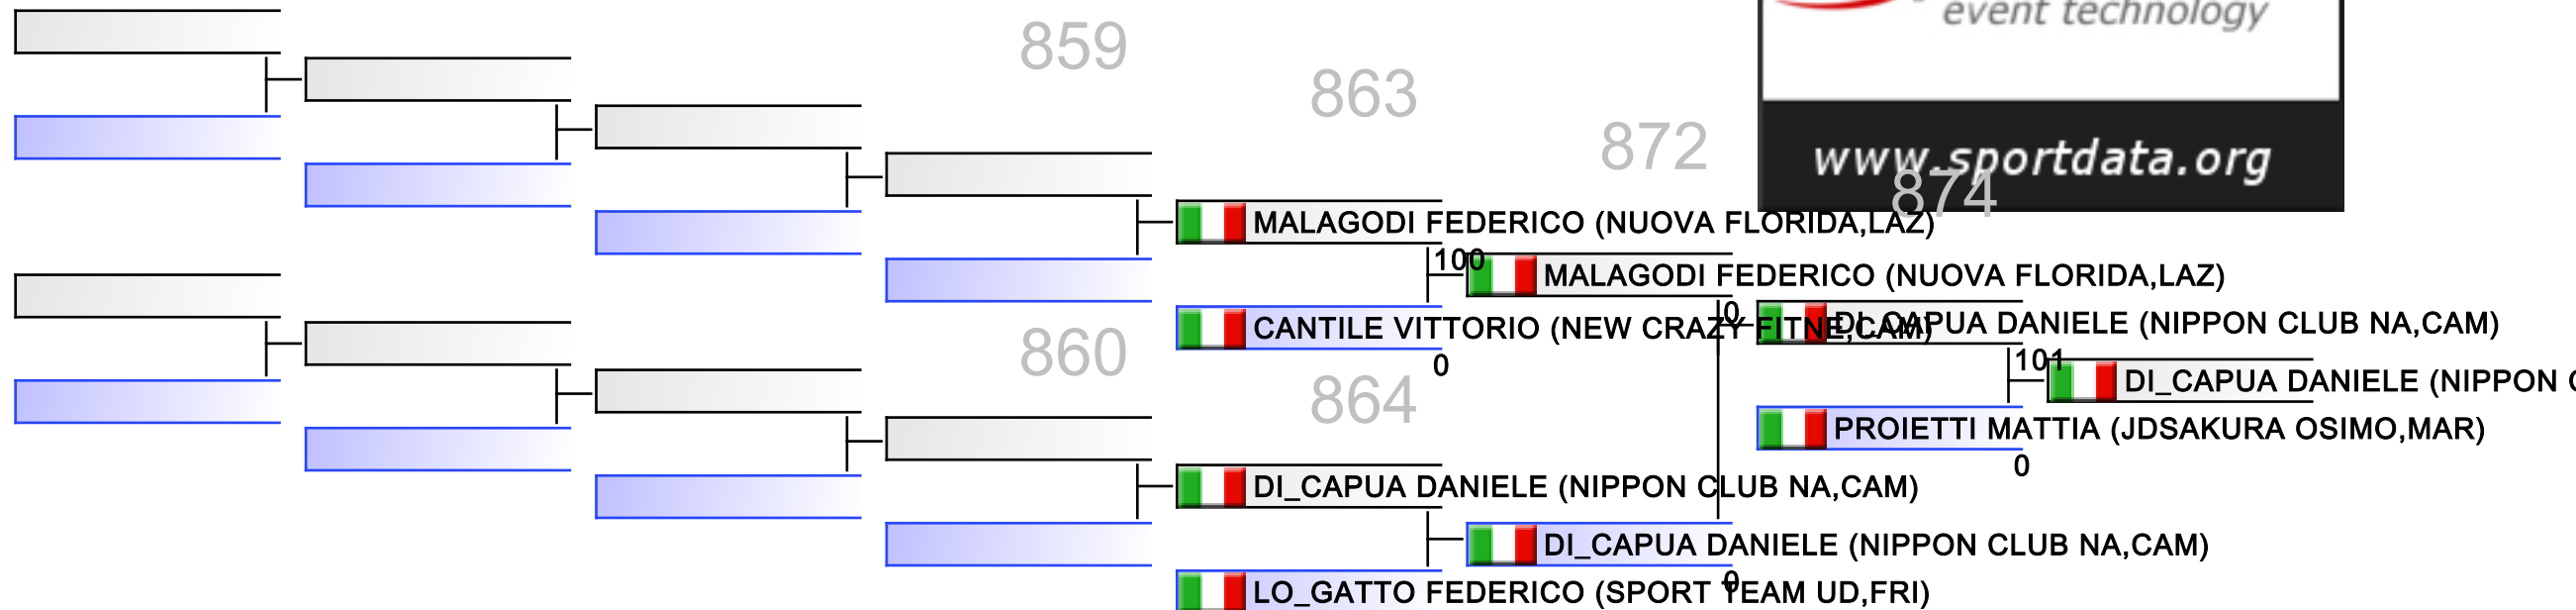 event technology
859
863
872
www.sportdata.org
874
MALAGODI FEDERICO (NUOVA FLORIDA,LAZ)
100
MALAGODI FEDERICO (NUOVA FLORIDA,LAZ)
0
CANTILE VITTORIO (NEW CRAZY FITNE,CAM)
DI_CAPUA DANIELE (NIPPON CLUB NA,CAM)
860
0
101
864
DI_CAPUA DANIELE (NIPPON
PROIETTI MATTIA (JDSAKURA OSIMO,MAR)
0
DI_CAPUA DANIELE (NIPPON CLUB NA,CAM)
DI_CAPUA DANIELE (NIPPON CLUB NA,CAM)
0
LO_GATTO FEDERICO (SPORT TEAM UD,FRI)